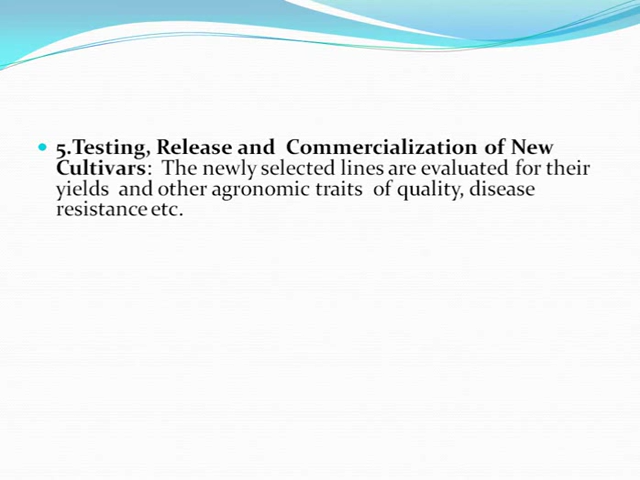 5.Testing, Release and  Commercialization of New
Cultivars:  The newly selected lines are evaluated for their
yields  and other agronomic traits  of quality, disease
resistance etc.